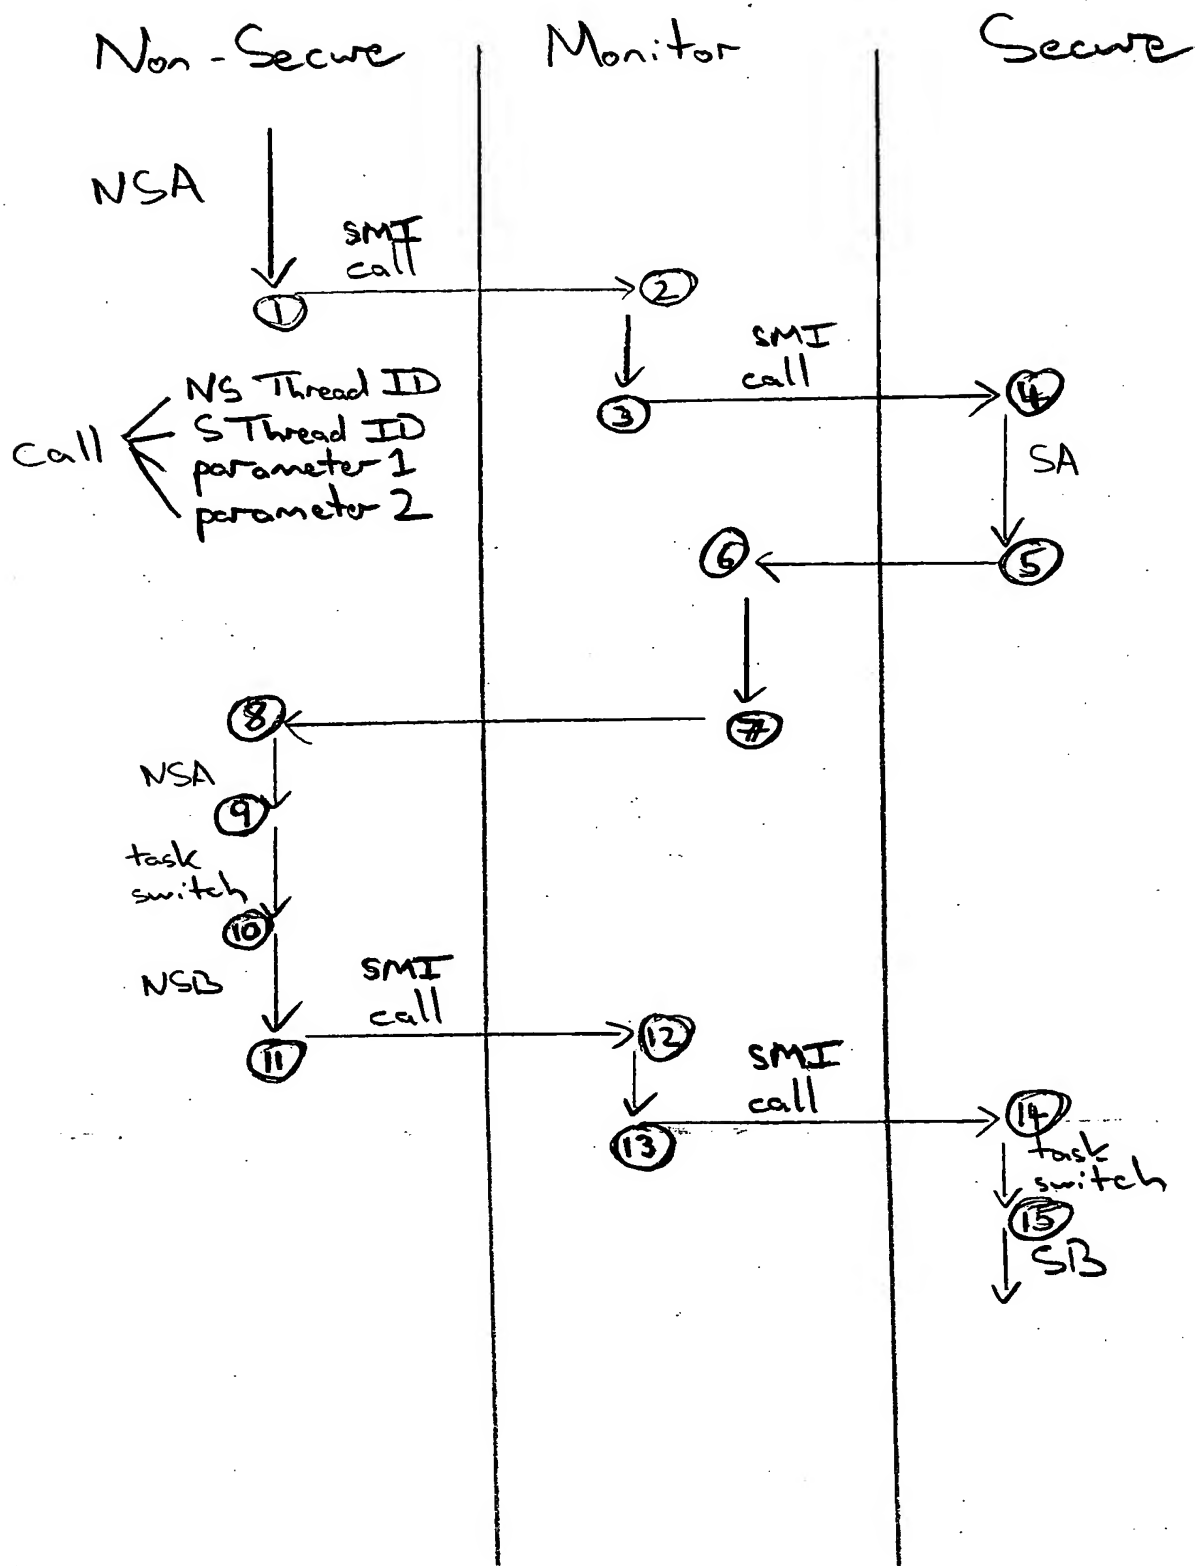 Non-Secure
Monitor
Secure
NSA
SMI
call
1
2
SMI
call
3
4
call
NS Thread ID
S Thread ID
parameter 1
parameter 2
SA
6
5
8
7
NSA
9
task
switch
10
NSB
SMI
call
11
12
SMI
call
13
14
task
switch
15
SB